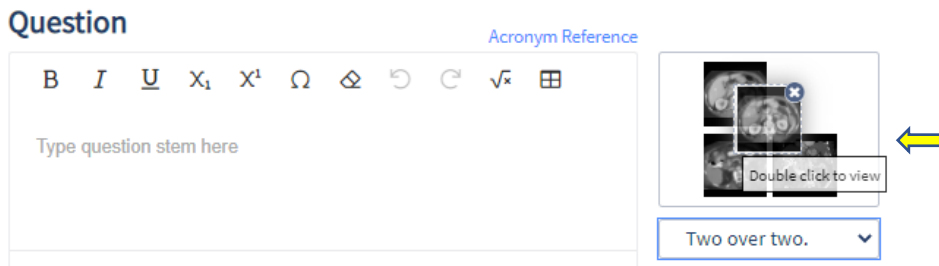 Question
Acronym Reference
B I U X₁ X¹ Ω √x
Type question stem here
Double click to view
Two over two.